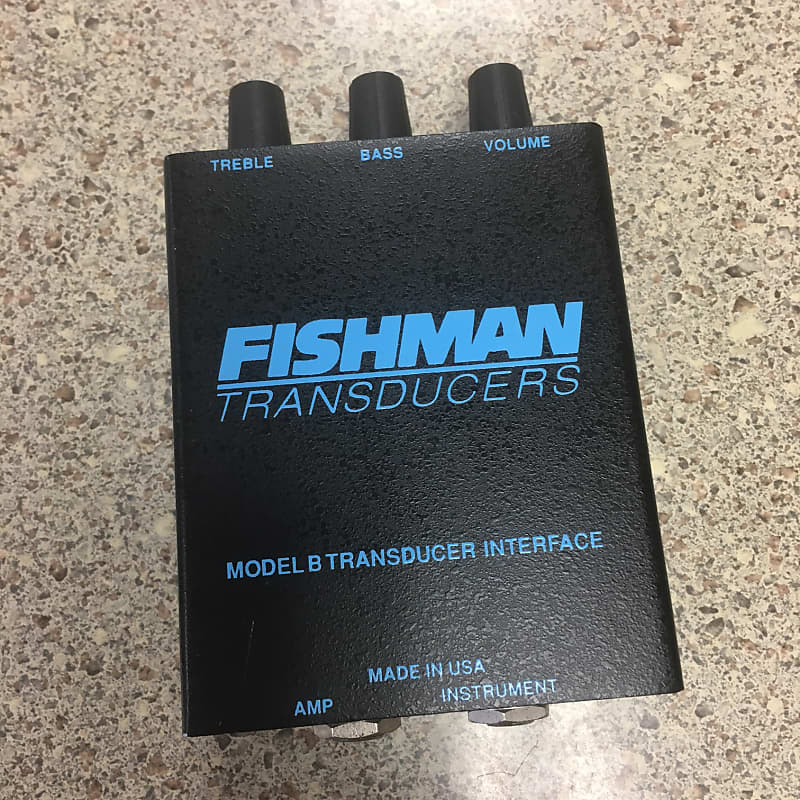 TREBLE BASS VOLUME
FISHMAN
TRANSDUCERS
MODEL B TRANSDUCER INTERFACE
MADE IN USA
AMP INSTRUMENT